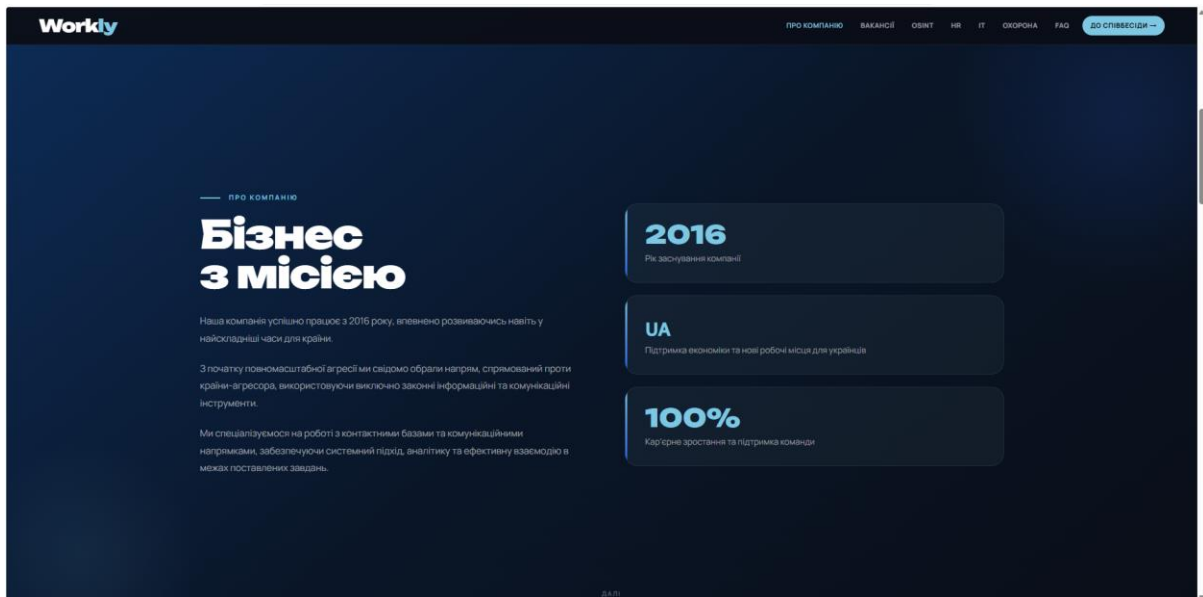 Workly
ПРО КОМПАНІЮ ВАКАНСІЇ OSINT HR IT ОХОРОНА FAQ ДО СПІВБЕСІДИ →
ПРО КОМПАНІЮ
Бізнес
з місією
Наша компанія успішно працює з 2016 року, впевнено розвиваючись навіть у
найскладніші часи для країни.
З початку повномасштабної агресії ми свідомо обрали напрям, спрямований проти
країни-агресора, використовуючи виключно законні інформаційні та комунікаційні
інструменти.
Ми спеціалізуємося на роботі з контактними базами та комунікаційними
напрямками, забезпечуючи системний підхід, аналітику та ефективну взаємодію в
межах поставлених завдань.
2016
Рік заснування компанії
UA
Підтримка економіки та нові робочі місця для українців
100%
Кар'єрне зростання та підтримка команди
ДАЛІ